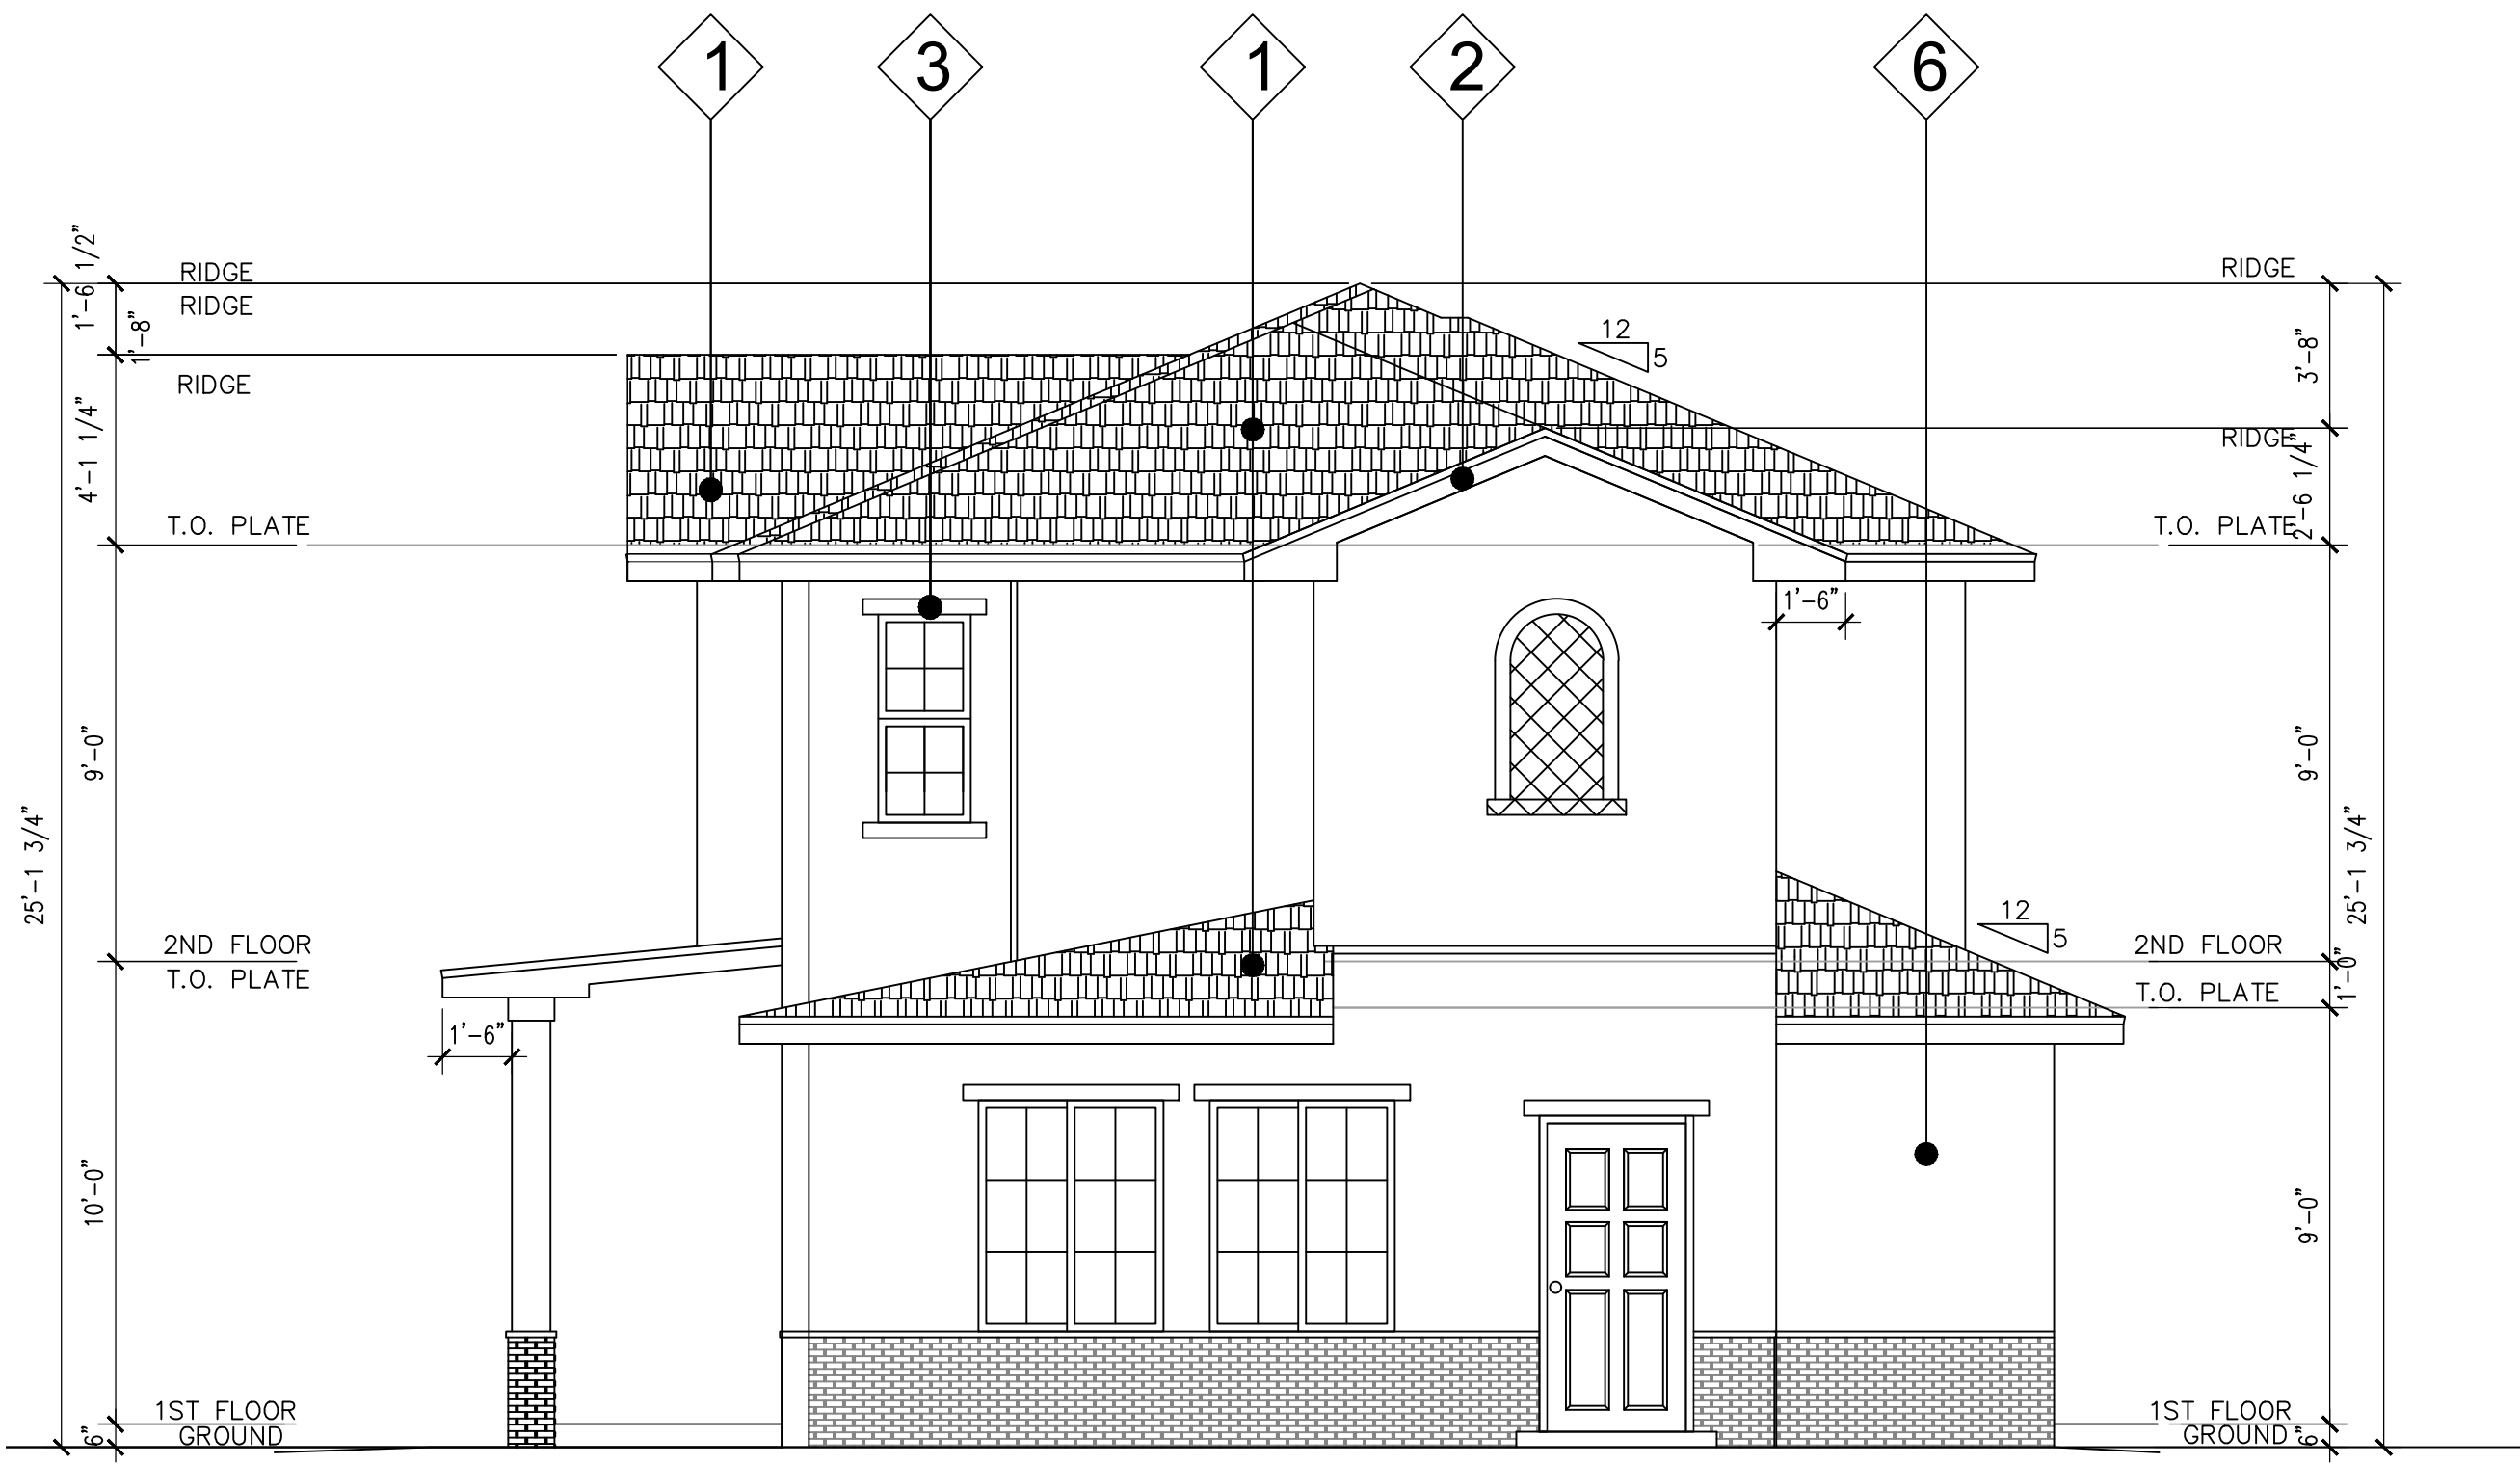 1 3 1 2 6
RIDGE
RIDGE
RIDGE
T.O. PLATE
2ND FLOOR
T.O. PLATE
1ST FLOOR
GROUND
1'-6 1/2"
1'-8"
4'-1 1/4"
9'-0"
25'-1 3/4"
10'-0"
6"
1'-6"
12
5
1'-6"
12
5
RIDGE
RIDGE
T.O. PLATE
2ND FLOOR
T.O. PLATE
1ST FLOOR
GROUND
3'-8"
2'-6 1/4"
9'-0"
25'-1 3/4"
1'-0"
9'-0"
6"